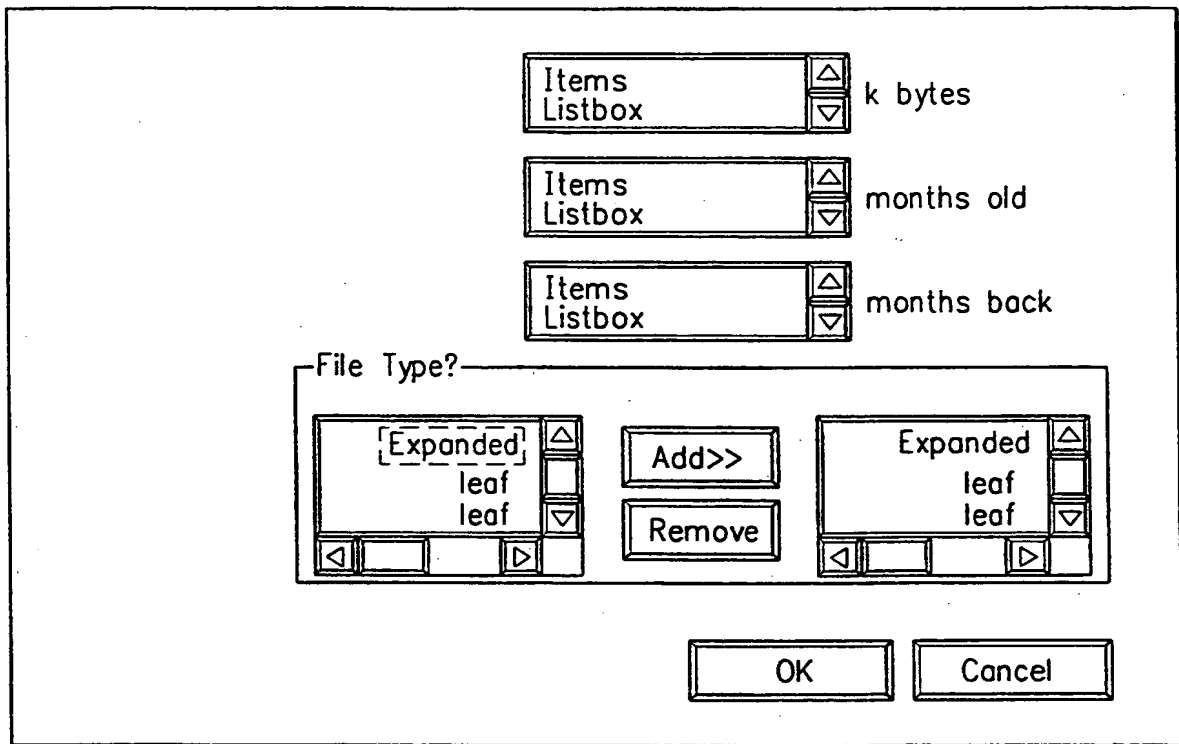 Items
Listbox
k bytes
Items
Listbox
months old
Items
Listbox
months back
File Type?
Expanded
leaf
leaf
Add>>
Remove
Expanded
leaf
leaf
OK
Cancel